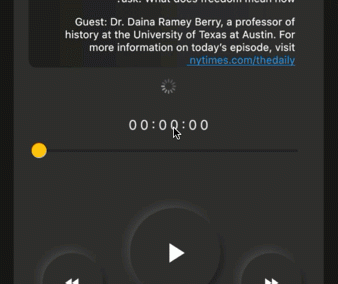 ask: What does freedom mean now
Guest: Dr. Daina Ramey Berry, a professor of
history at the University of Texas at Austin. For
more information on today's episode, visit
nytimes.com/thedaily
00:00:00